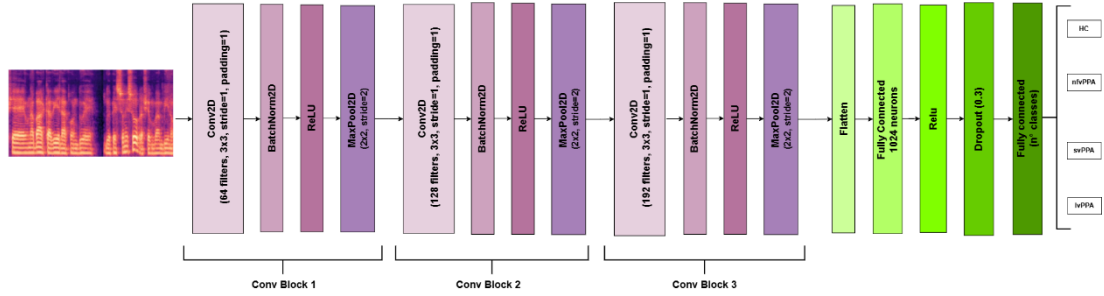 Conv2D
(64 filters, 3x3, stride=1, padding=1)
BatchNorm2D
ReLU
MaxPool2D
(2x2, stride=2)
Conv2D
(128 filters, 3x3, stride=1, padding=1)
BatchNorm2D
ReLU
MaxPool2D
(2x2, stride=2)
Conv2D
(192 filters, 3x3, stride=1, padding=1)
BatchNorm2D
ReLU
MaxPool2D
(2x2, stride=2)
Flatten
Fully Connected
1024 neurons
Relu
Dropout (0.3)
Fully connected
(n° classes)
HC
nfvPPA
svPPA
lvPPA
Conv Block 1
Conv Block 2
Conv Block 3